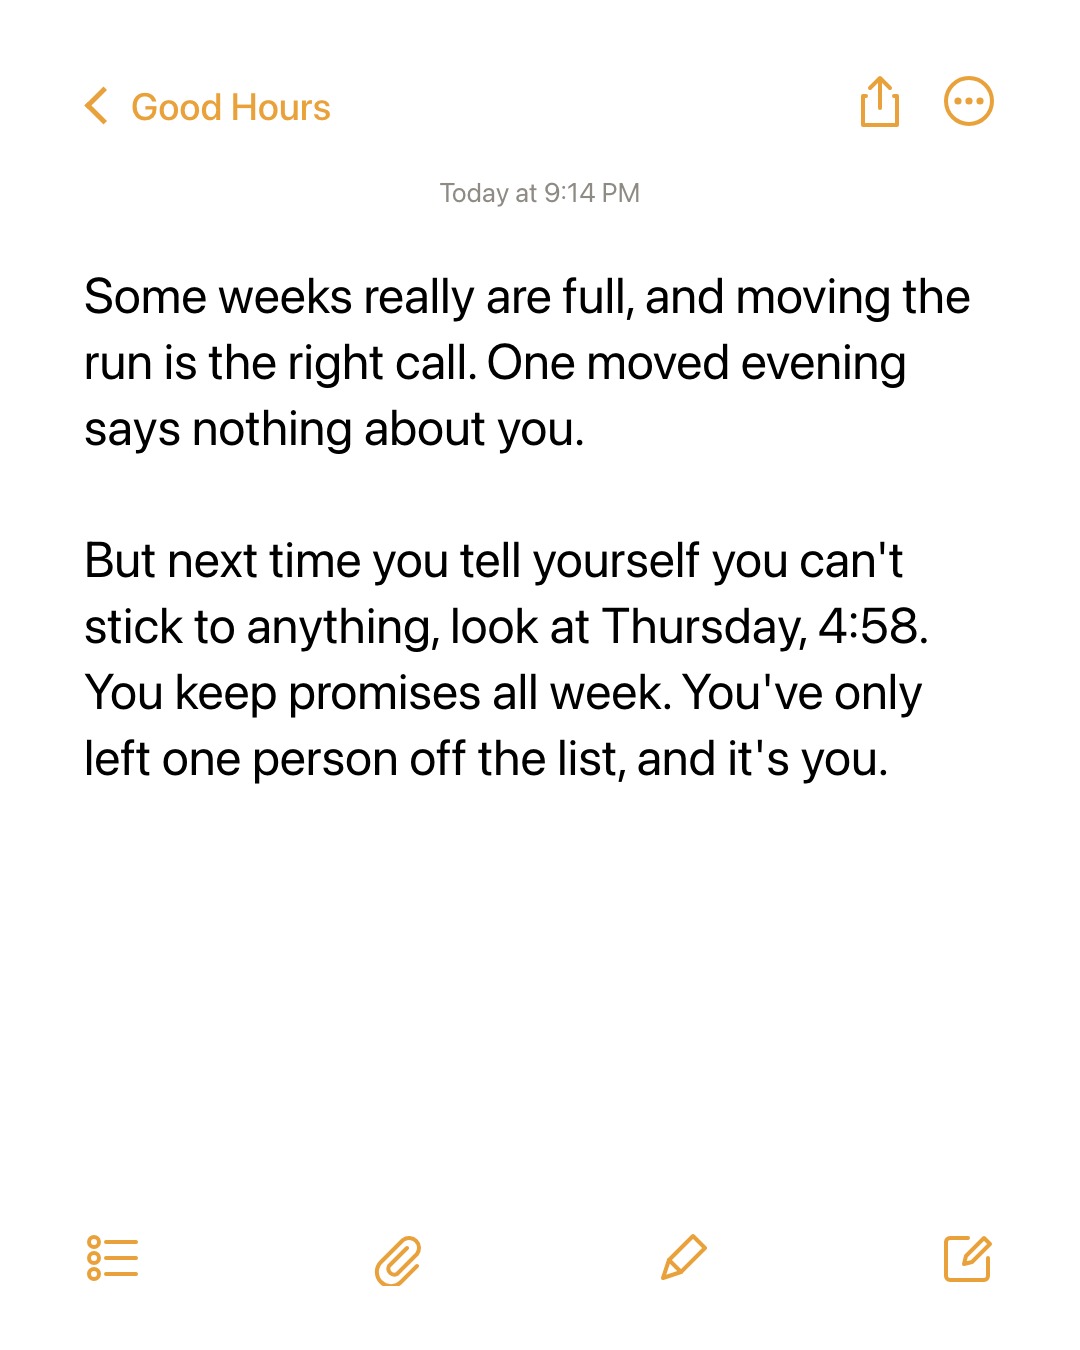 Good Hours
Today at 9:14 PM
Some weeks really are full, and moving the
run is the right call. One moved evening
says nothing about you.
But next time you tell yourself you can't
stick to anything, look at Thursday, 4:58.
You keep promises all week. You've only
left one person off the list, and it's you.